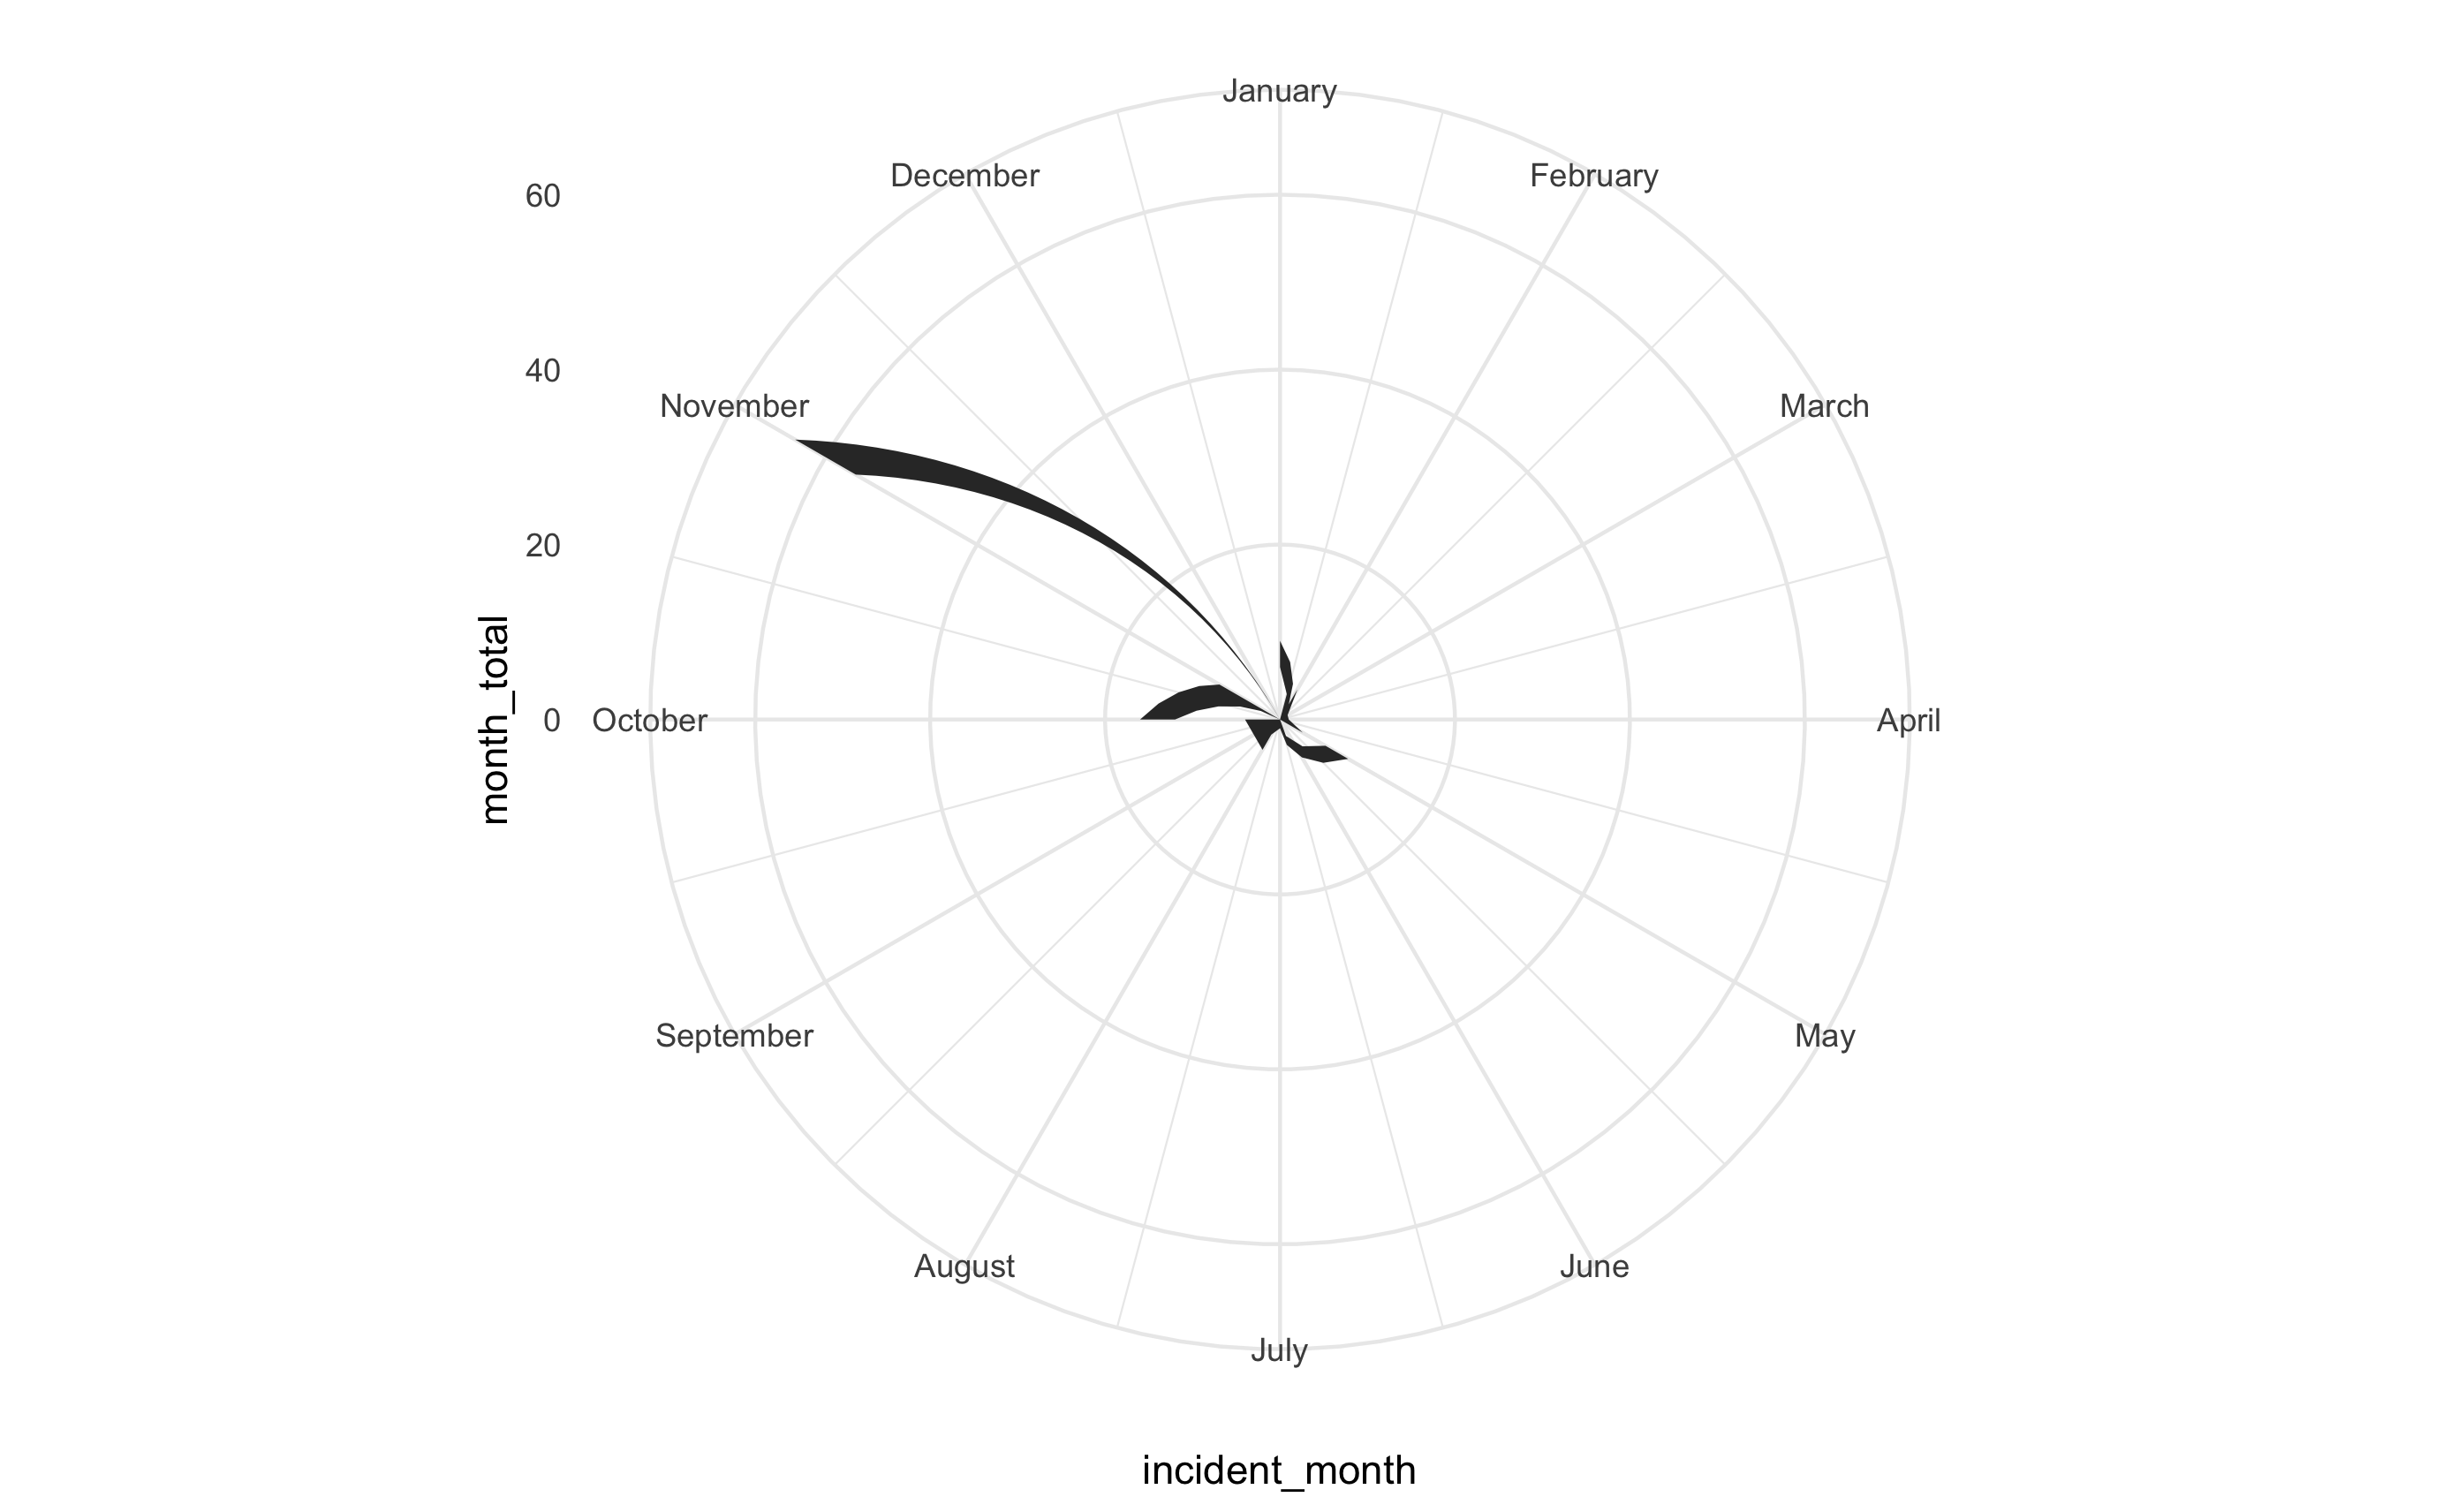 January
December
February
60
40
November
March
20
month_total
0
October
April
September
May
August
June
July
incident_month